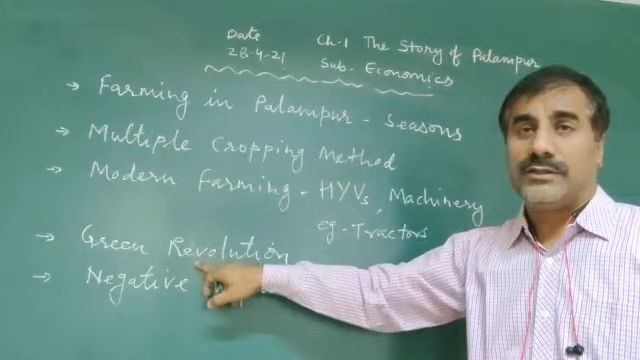 Date
28-4-21
Ch-1 The Story of Palampur
Sub- Economics
→ Farming in Palampur - Seasons
→ Multiple Cropping Method
→ Modern Farming - HYVs, Machinery
eg- Tractors
→ Green Revolution
→ Negative